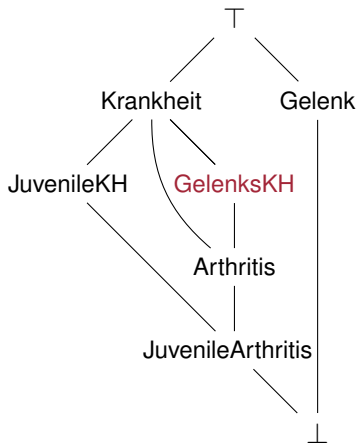 ⊤
Krankheit Gelenk
JuvenileKH GelenksKH
Arthritis
JuvenileArthritis
⊥